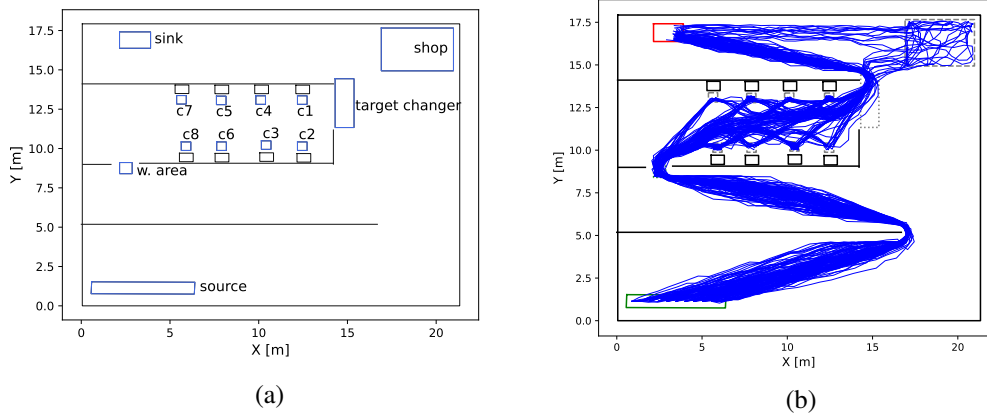 17.5
15.0
12.5
10.0
7.5
5.0
2.5
0.0
Y [m]
sink
shop
target changer
c7 c5 c4 c1
c8 c6 c3 c2
w. area
source
0 5 10 15 20
X [m]
(a)
17.5
15.0
12.5
10.0
7.5
5.0
2.5
0.0
Y [m]
0 5 10 15 20
X [m]
(b)